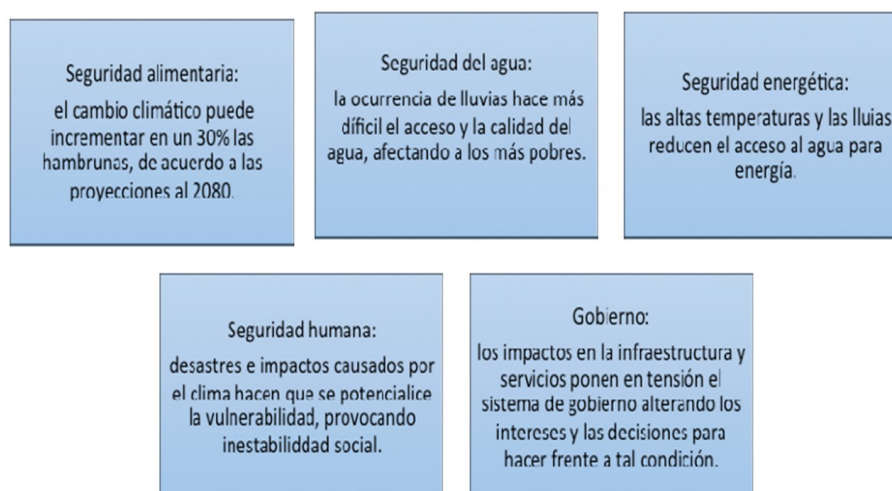 Seguridad alimentaria:
el cambio climático puede
incrementar en un 30% las
hambrunas, de acuerdo a las
proyecciones al 2080.
Seguridad del agua:
la ocurrencia de lluvias hace más
díficil el acceso y la calidad del
agua, afectando a los más pobres.
Seguridad energética:
las altas temperaturas y las lluias
reducen el acceso al agua para
energía.
Seguridad humana:
desastres e impactos causados por
el clima hacen que se potencialice
la vulnerabilidad, provocando
inestabiliddad social.
Gobierno:
los impactos en la infraestructura y
servicios ponen en tensión el
sistema de gobierno alterando los
intereses y las decisiones para
hacer frente a tal condición.